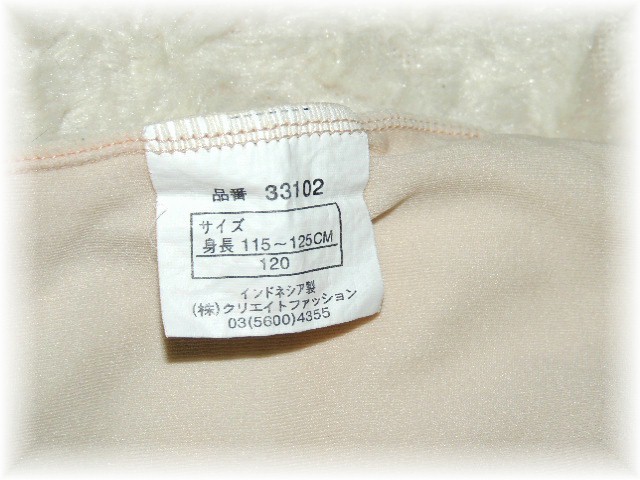 品番 33102
サイズ
身長 115～125CM
120
インドネシア製
(株)クリエイトファッション
03(5600)4355